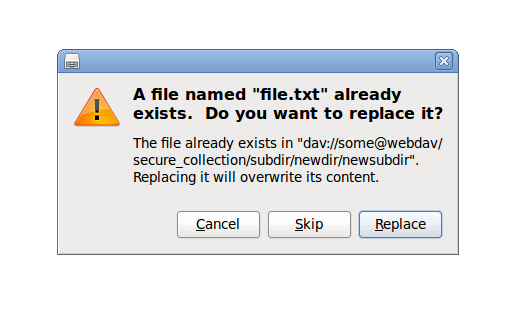 A file named "file.txt" already
exists.  Do you want to replace it?
The file already exists in "dav://some@webdav/
secure_collection/subdir/newdir/newsubdir".
Replacing it will overwrite its content.
Cancel
Skip
Replace